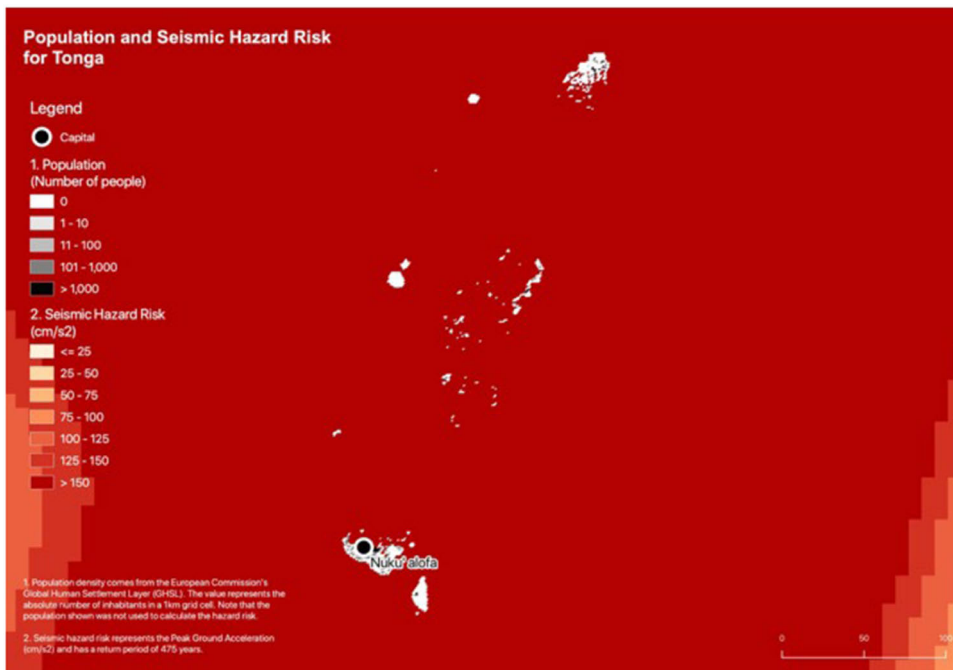 Population and Seismic Hazard Risk
for Tonga
Legend
Capital
1. Population
(Number of people)
0
1 - 10
11 - 100
101 - 1,000
> 1,000
2. Seismic Hazard Risk
(cm/s2)
<= 25
25 - 50
50 - 75
75 - 100
100 - 125
125 - 150
> 150
Nuku' alofa
1. Population density comes from the European Commission's
Global Human Settlement Layer (GHSL). The value represents the
absolute number of inhabitants in a 1km grid cell. Note that the
population shown was not used to calculate the hazard risk.
2. Seismic hazard risk represents the Peak Ground Acceleration
(cm/s2) and has a return period of 475 years.
0 50 100